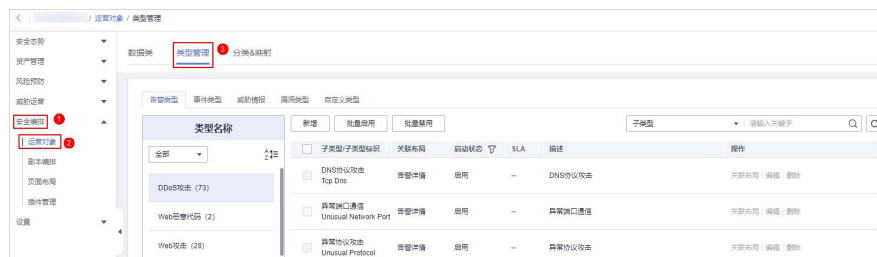 / 运营对象 / 类型管理
安全态势
资产管理
风险预防
威胁运营
安全编排 1
运营对象 2
剧本编排
页面布局
插件管理
设置
数据类 类型管理 3 分类&映射
告警类型 事件类型 威胁情报 漏洞类型 自定义类型
类型名称
全部
DDoS攻击 (73)
Web恶意代码 (2)
Web攻击 (28)
新增 批量启用 批量禁用 子类型 请输入关键字
子类型/子类型标识 关联布局 启动状态 SLA 描述 操作
DNS协议攻击
Tcp Dns 告警详情 启用 -- DNS协议攻击 关联布局 编辑 删除
异常端口通信
Unusual Network Port 告警详情 启用 -- 异常端口通信 关联布局 编辑 删除
异常协议攻击
Unusual Protocol 告警详情 启用 -- 异常协议攻击 关联布局 编辑 删除